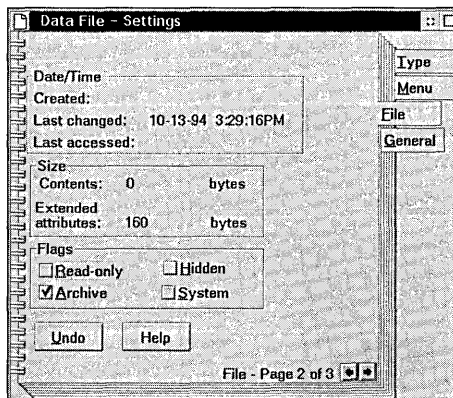 Data File - Settings
Type
Menu
File
General
Date/Time
Created:
Last changed: 10-13-94 3:29:16PM
Last accessed:
Size
Contents: 0 bytes
Extended
attributes: 160 bytes
Flags
Read-only Hidden
Archive System
Undo Help
File - Page 2 of 3